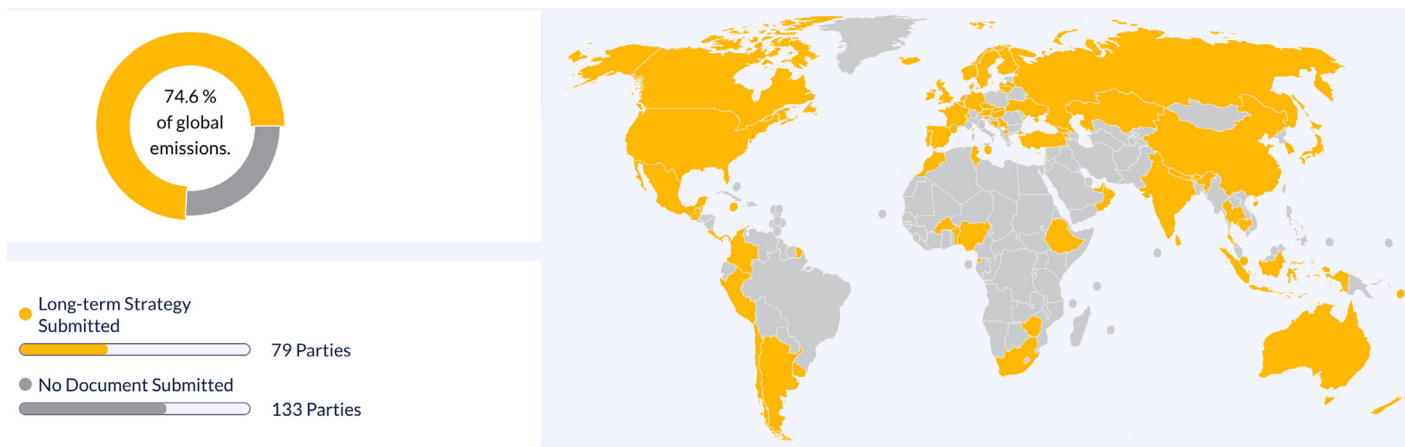 74.6 %
of global
emissions.
Long-term Strategy
Submitted
79 Parties
No Document Submitted
133 Parties